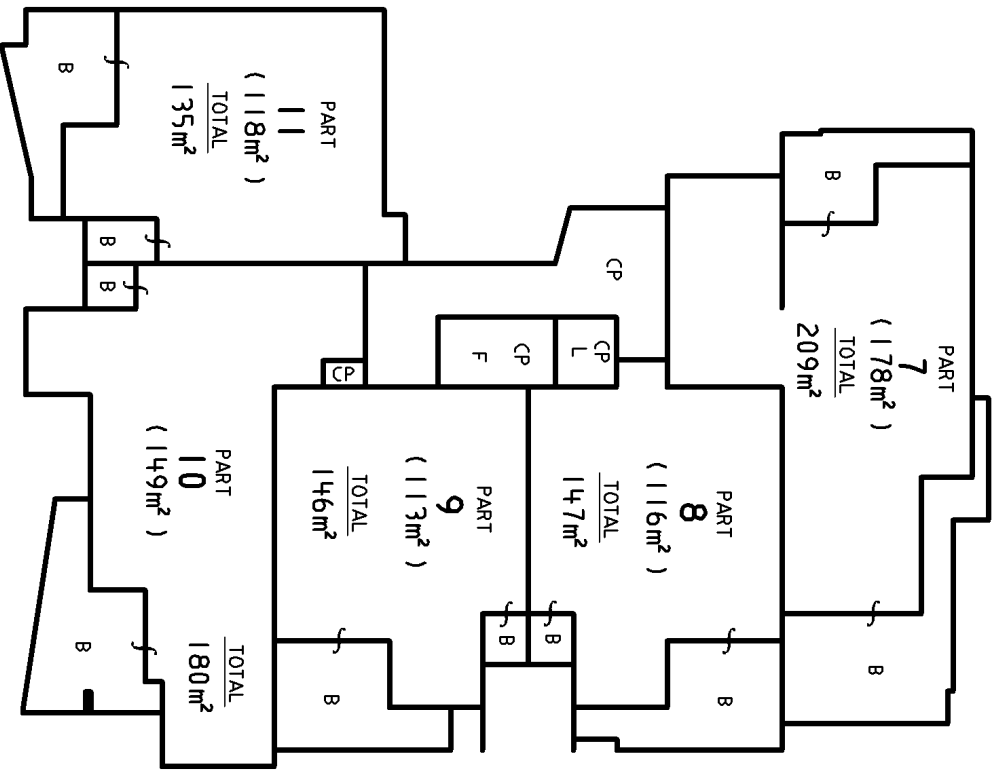 PART
11
(118m²)
TOTAL
135m²
B
B
B
CP
B
PART
7
(178m²)
TOTAL
209m²
CP
L
CP
F
CP
PART
10
(149m²)
TOTAL
180m²
B
PART
9
(113m²)
TOTAL
146m²
B
B
PART
8
(116m²)
TOTAL
147m²
B
B
B